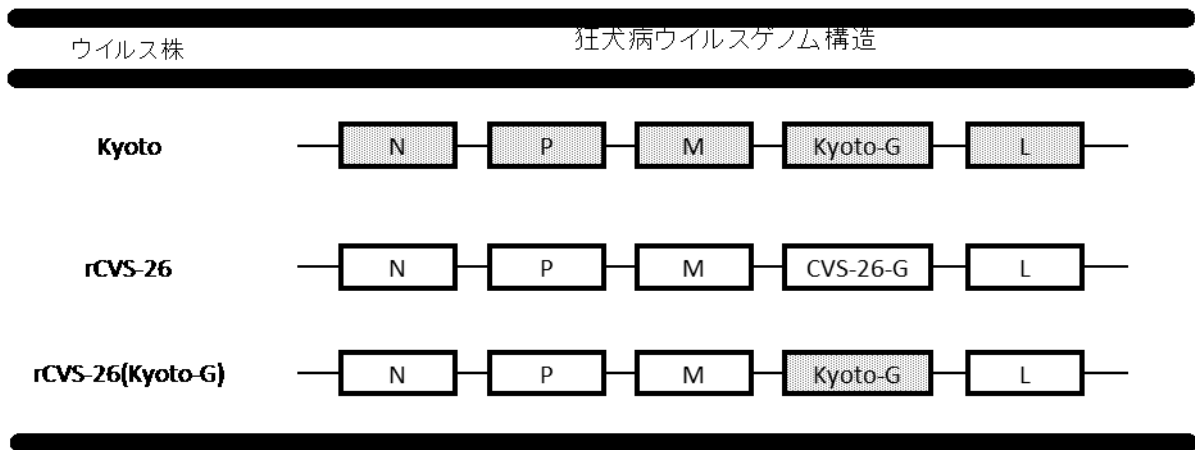 ウイルス株 狂犬病ウイルスゲノム構造
Kyoto N P M Kyoto-G L
rCVS-26 N P M CVS-26-G L
rCVS-26(Kyoto-G) N P M Kyoto-G L